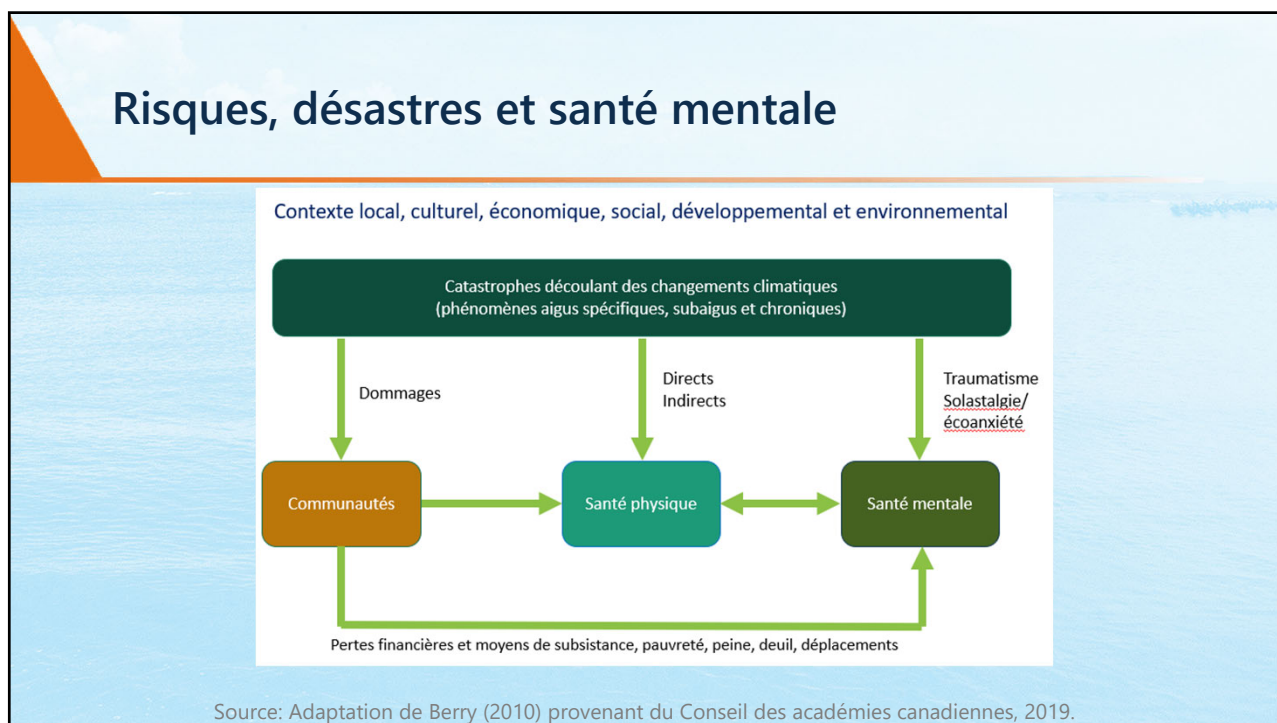 Risques, désastres et santé mentale
Contexte local, culturel, économique, social, développemental et environnemental
Catastrophes découlant des changements climatiques
(phénomènes aigus spécifiques, subaigus et chroniques)
Dommages
Directs
Indirects
Traumatisme
Solastalgie/
écoanxiété
Communautés
Santé physique
Santé mentale
Pertes financières et moyens de subsistance, pauvreté, peine, deuil, déplacements
Source: Adaptation de Berry (2010) provenant du Conseil des académies canadiennes, 2019.